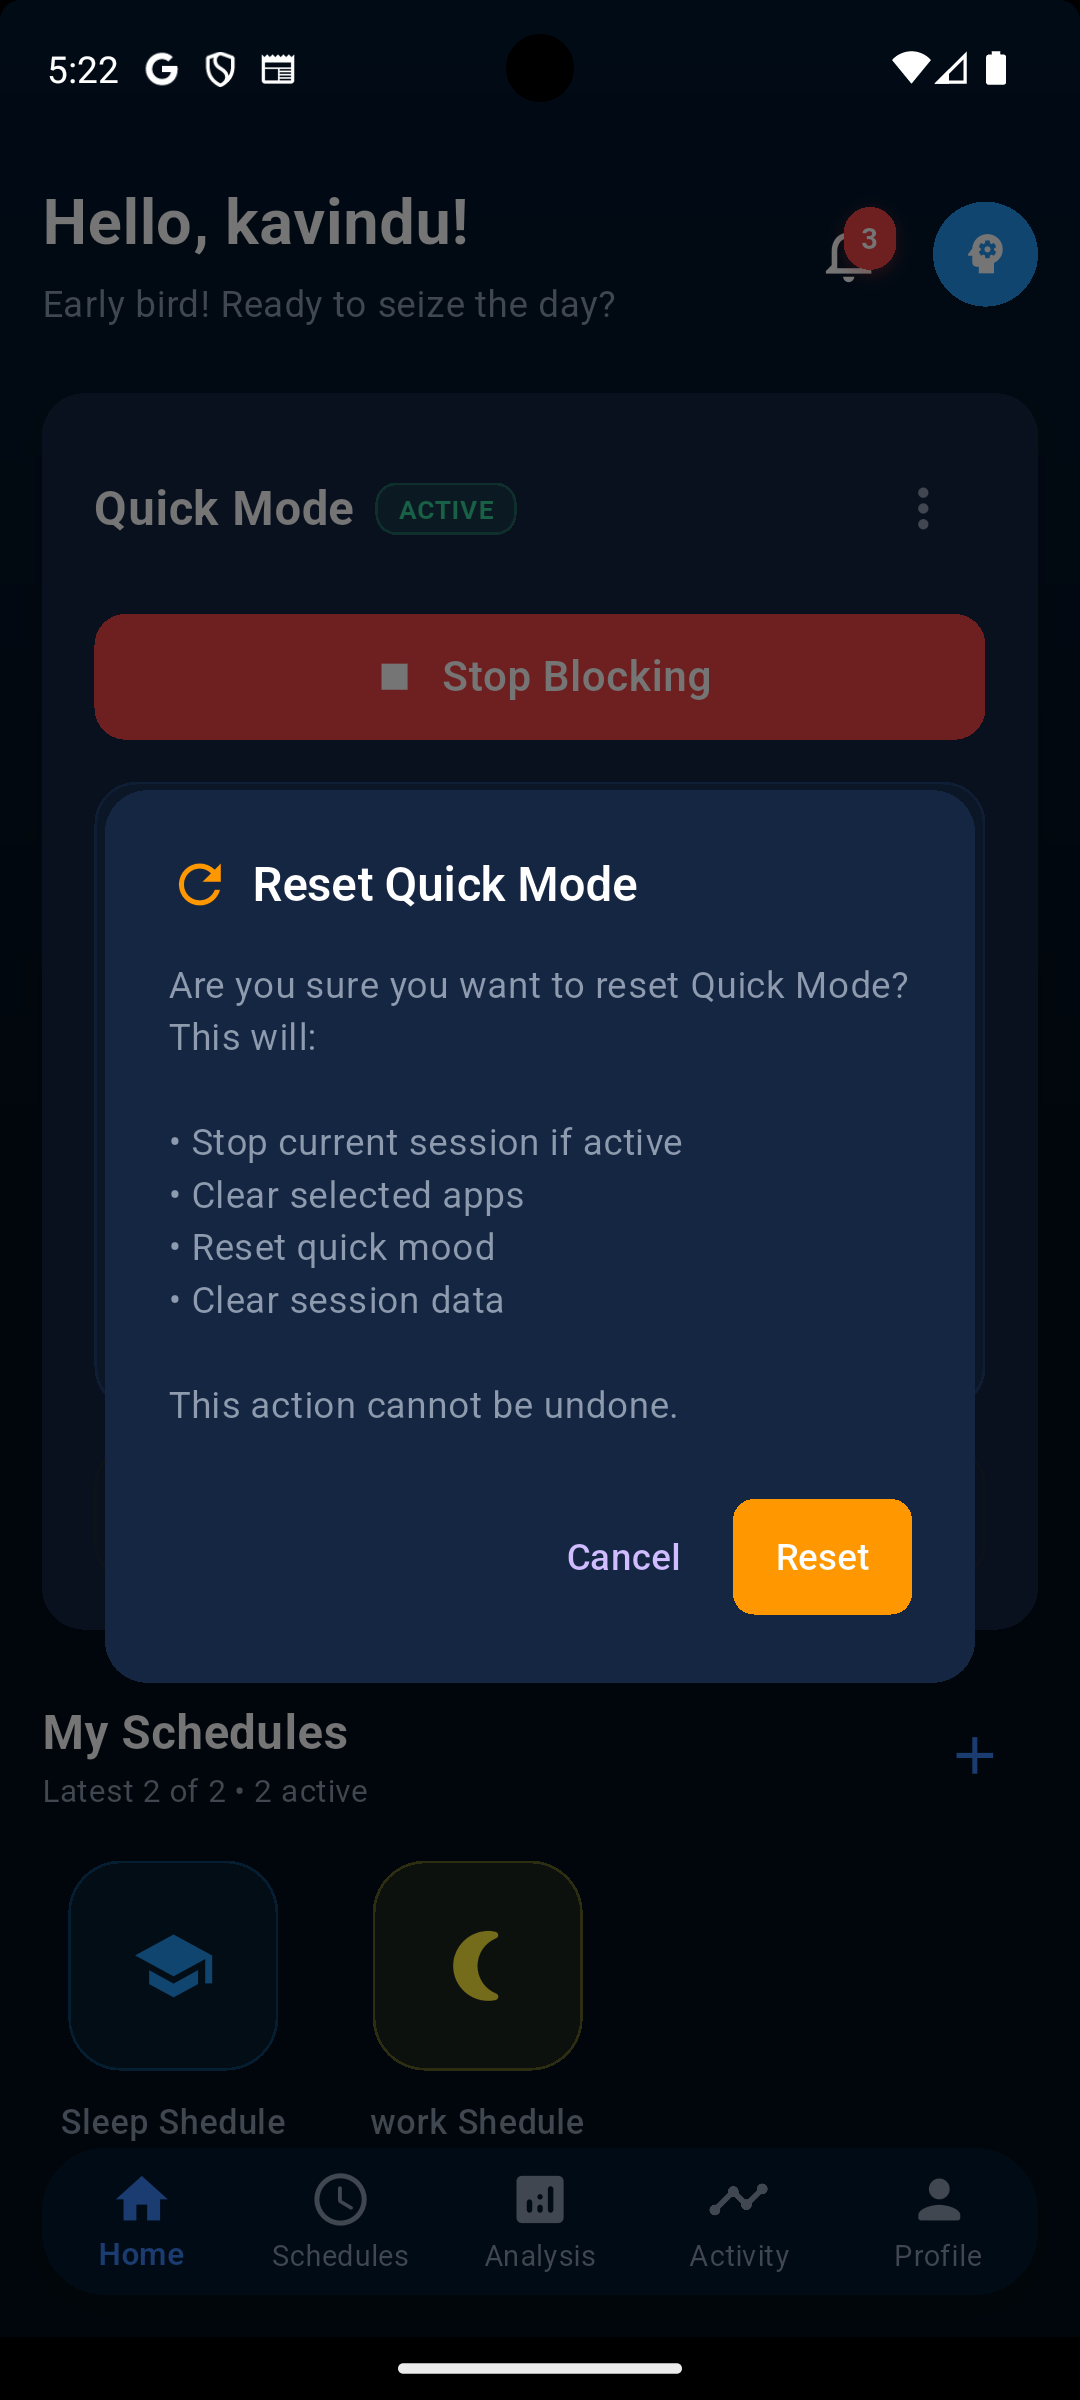 5:22
Hello, kavindu!
3
Early bird! Ready to seize the day?
Quick Mode
ACTIVE
Stop Blocking
Reset Quick Mode
Are you sure you want to reset Quick Mode?
This will:
• Stop current session if active
• Clear selected apps
• Reset quick mood
• Clear session data
This action cannot be undone.
Cancel
Reset
My Schedules
Latest 2 of 2 • 2 active
Sleep Shedule
work Shedule
Home
Schedules
Analysis
Activity
Profile